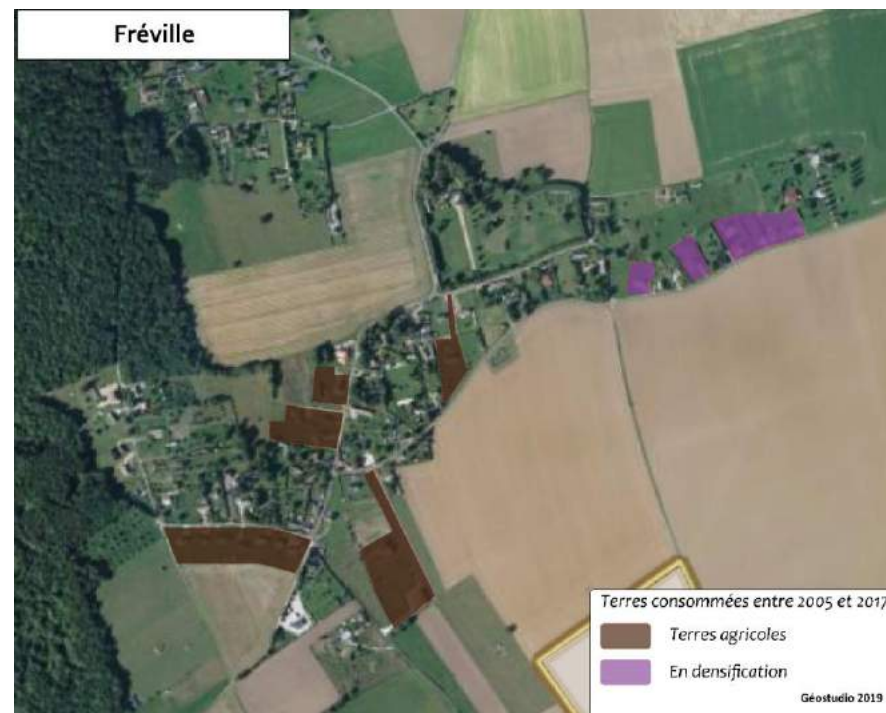 Fréville
Terres consommées entre 2005 et 2017
Terres agricoles
En densification
Géostudio 2019